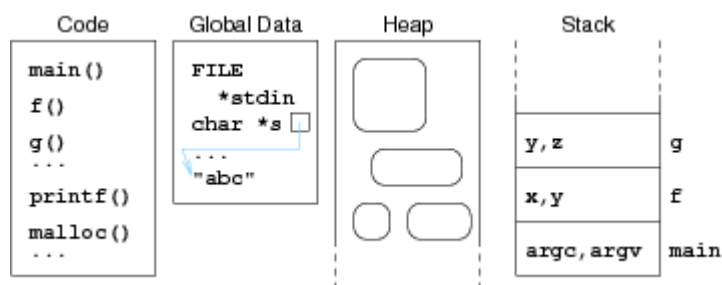 Code
main()
f()
g()
...
printf()
malloc()
...
Global Data
FILE
*stdin
char *s
...
"abc"
Heap
Stack
y,z g
x,y f
argc,argv main